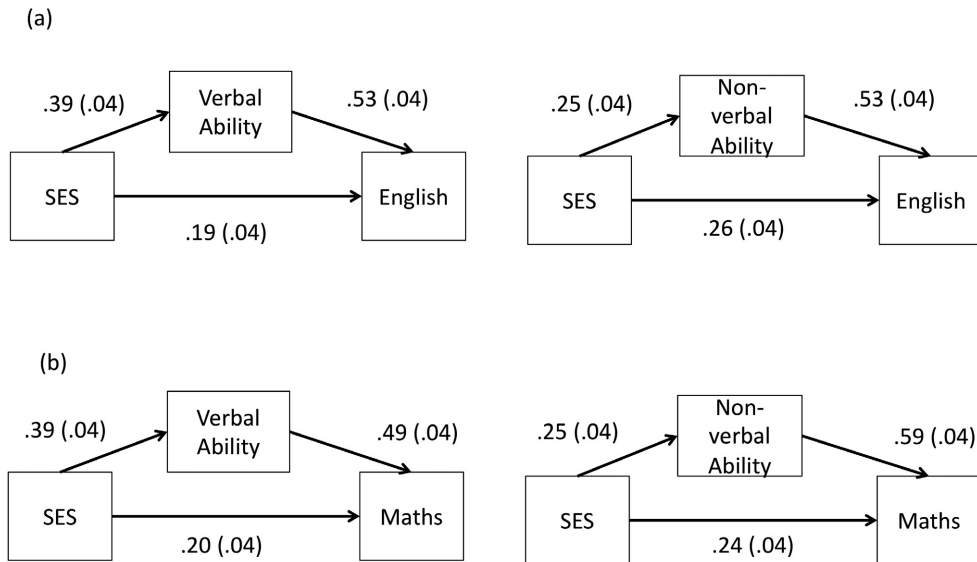 (a)
.39 (.04)
Verbal
Ability
.53 (.04)
SES
English
.19 (.04)
.25 (.04)
Non-
verbal
Ability
.53 (.04)
SES
English
.26 (.04)
(b)
.39 (.04)
Verbal
Ability
.49 (.04)
SES
Maths
.20 (.04)
.25 (.04)
Non-
verbal
Ability
.59 (.04)
SES
Maths
.24 (.04)